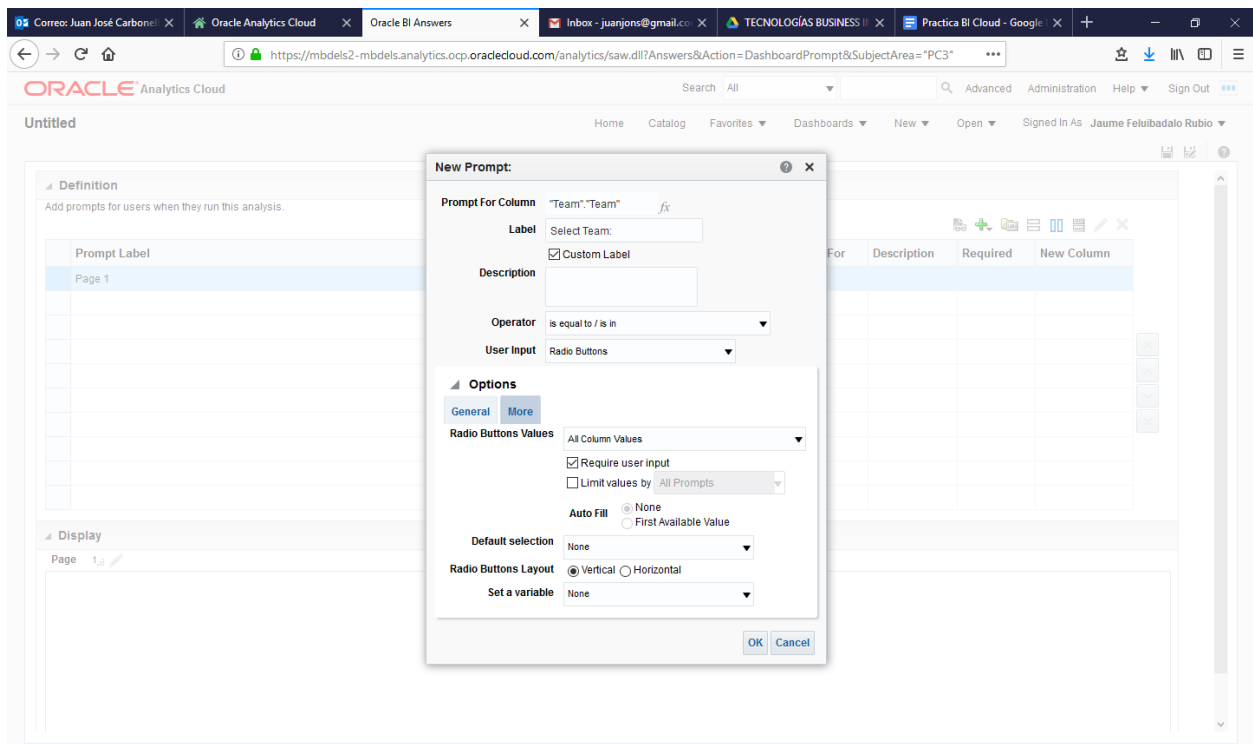 Correo: Juan José Carbonell
Oracle Analytics Cloud
Oracle BI Answers
Inbox - juanjons@gmail.co
TECNOLOGÍAS BUSINESS I
Practica BI Cloud - Google
https://mbdels2-mbdels.analytics.ocp.oraclecloud.com/analytics/saw.dll?Answers&Action=DashboardPrompt&SubjectArea="PC3"
ORACLE Analytics Cloud
Search All
Advanced Administration Help Sign Out
Untitled
Home Catalog Favorites Dashboards New Open Signed In As Jaume Feluibadalo Rubio
New Prompt:
Definition
Add prompts for users when they run this analysis.
Prompt For Column "Team"."Team" fx
Label Select Team:
Custom Label
Prompt Label For Description Required New Column
Page 1
Description
Operator is equal to / is in
User Input Radio Buttons
Options
General More
Radio Buttons Values All Column Values
Require user input
Limit values by All Prompts
Auto Fill None
First Available Value
Display
Default selection None
Page 1
Radio Buttons Layout Vertical Horizontal
Set a variable None
OK Cancel